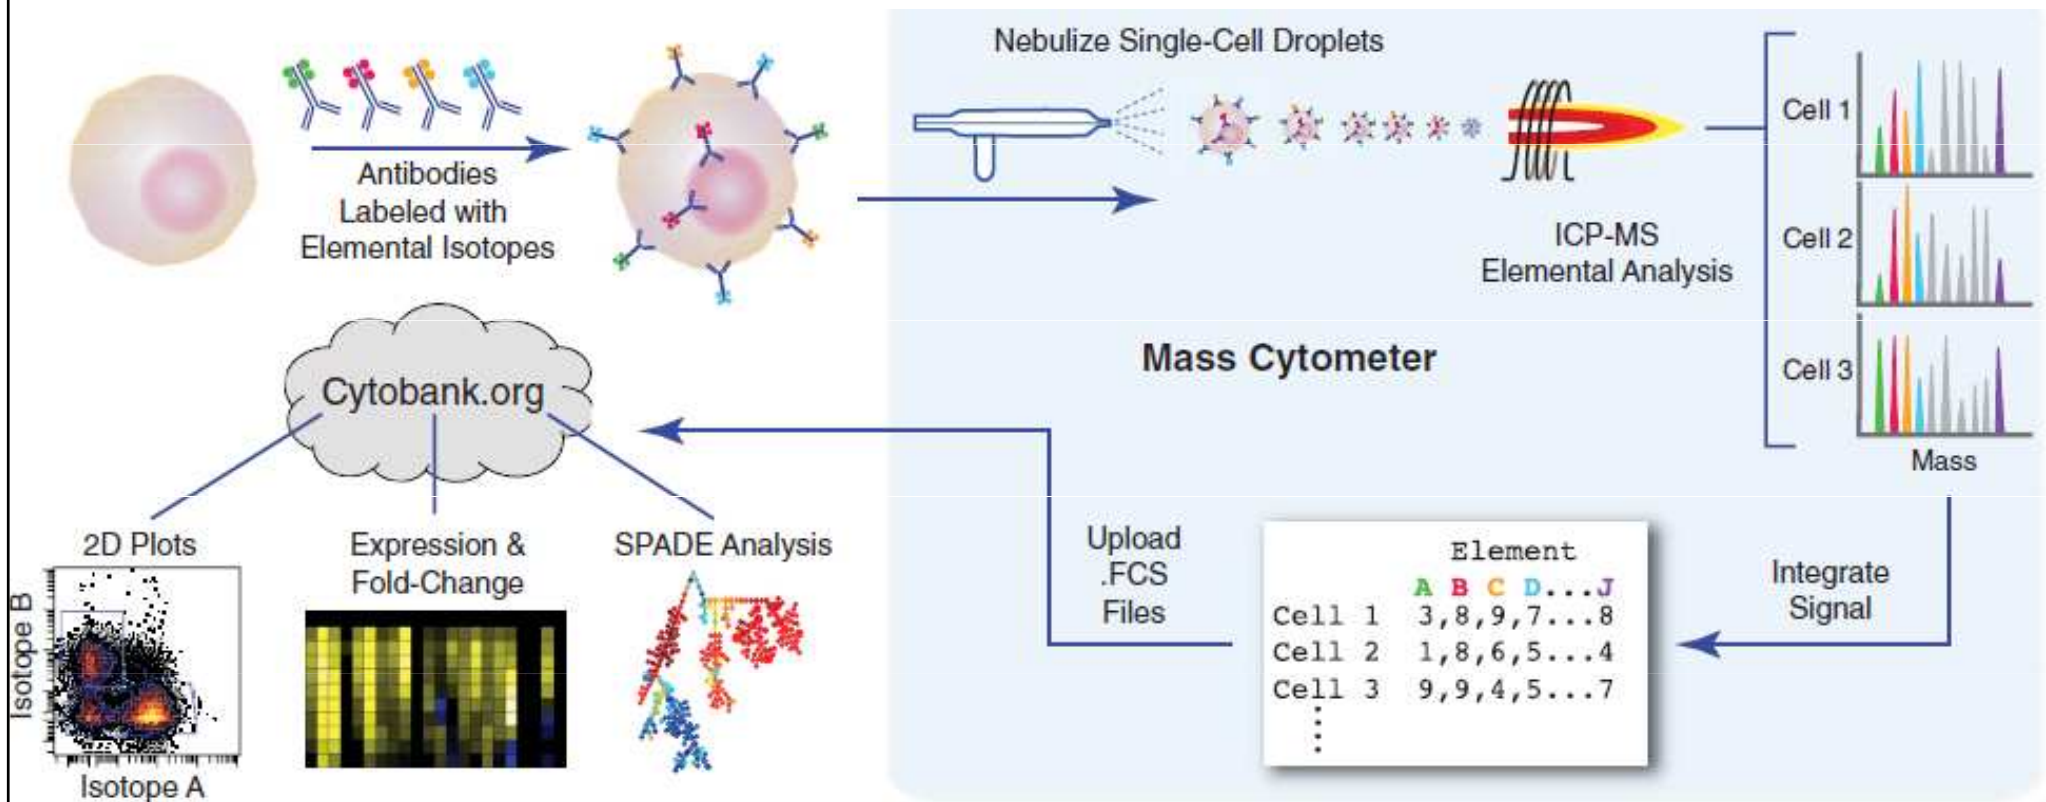 Nebulize Single-Cell Droplets
Antibodies
Labeled with
Elemental Isotopes
ICP-MS
Elemental Analysis
Cell 1
Cell 2
Cell 3
Mass
Mass Cytometer
Integrate
Signal
Element
A B C D...J
Cell 1 3,8,9,7...8
Cell 2 1,8,6,5...4
Cell 3 9,9,4,5...7
Upload
.FCS
Files
Cytobank.org
2D Plots
Isotope B
Isotope A
Expression &
Fold-Change
SPADE Analysis